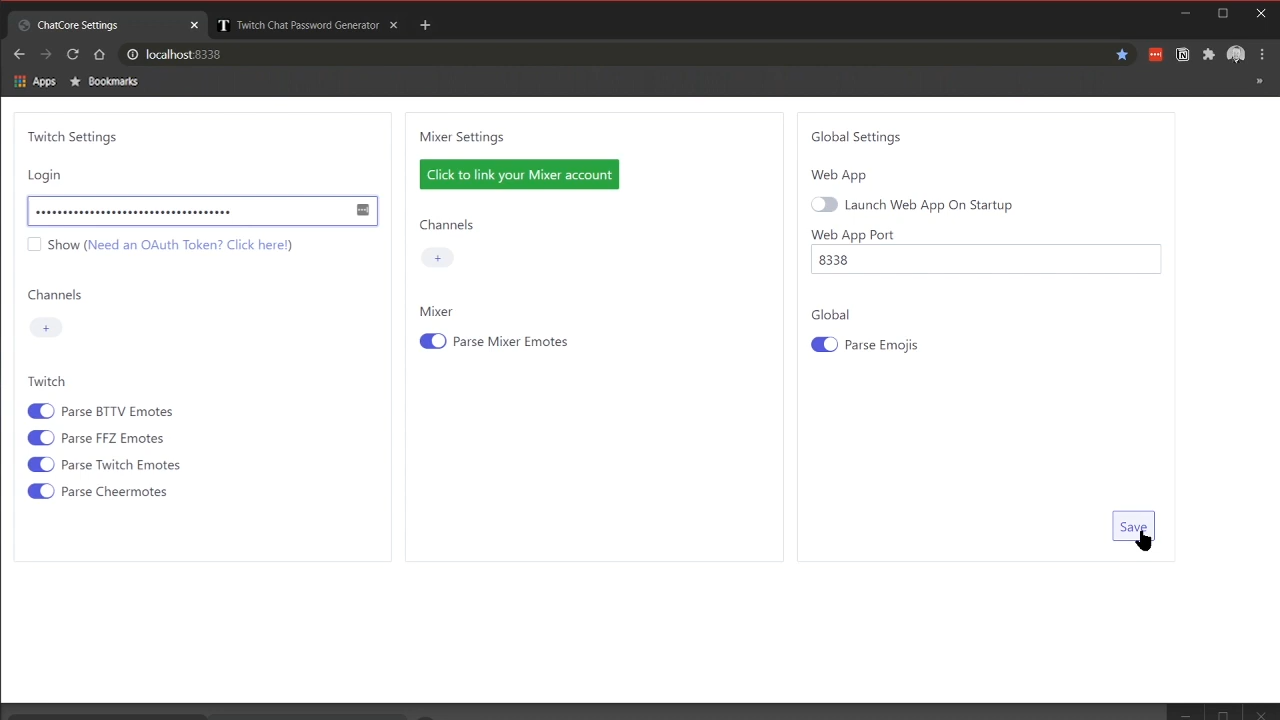 ChatCore Settings
Twitch Chat Password Generator
localhost:8338
Apps
Bookmarks
Twitch Settings
Login
••••••••••••••••••••••••••••••••••••
Show (Need an OAuth Token? Click here!)
Channels
+
Twitch
Parse BTTV Emotes
Parse FFZ Emotes
Parse Twitch Emotes
Parse Cheermotes
Mixer Settings
Click to link your Mixer account
Channels
+
Mixer
Parse Mixer Emotes
Global Settings
Web App
Launch Web App On Startup
Web App Port
8338
Global
Parse Emojis
Save